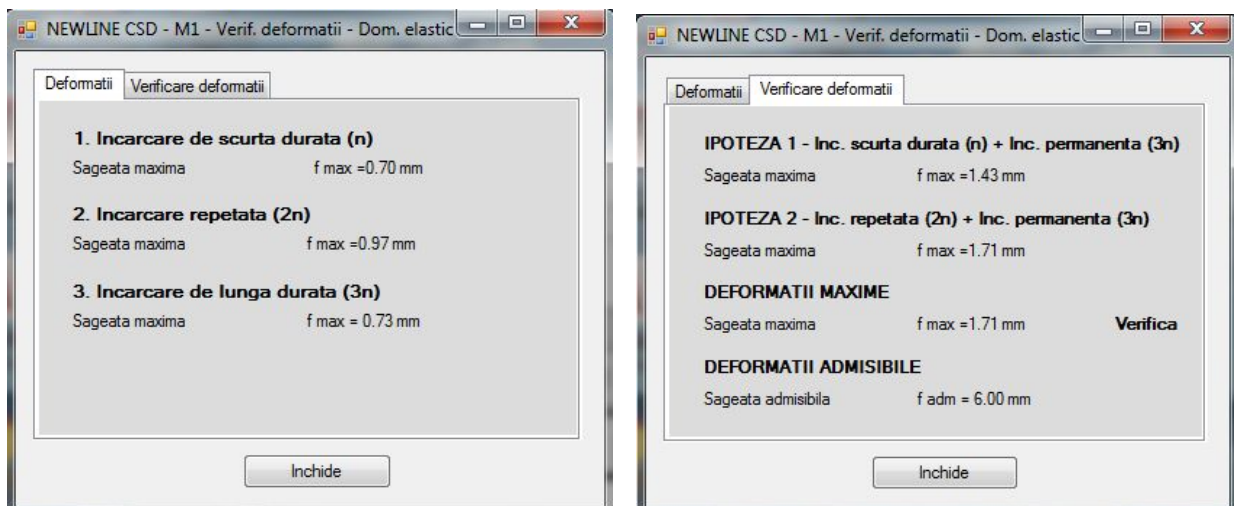 NEWLINE CSD - M1 - Verif. deformatii - Dom. elastic
Deformatii Verificare deformatii
1. Incarcare de scurta durata (n)
Sageata maxima f max =0.70 mm
2. Incarcare repetata (2n)
Sageata maxima f max =0.97 mm
3. Incarcare de lunga durata (3n)
Sageata maxima f max = 0.73 mm
Inchide
NEWLINE CSD - M1 - Verif. deformatii - Dom. elastic
Deformatii Verificare deformatii
IPOTEZA 1 - Inc. scurta durata (n) + Inc. permanenta (3n)
Sageata maxima f max =1.43 mm
IPOTEZA 2 - Inc. repetata (2n) + Inc. permanenta (3n)
Sageata maxima f max =1.71 mm
DEFORMATII MAXIME
Sageata maxima f max =1.71 mm Verifica
DEFORMATII ADMISIBILE
Sageata admisibila f adm = 6.00 mm
Inchide